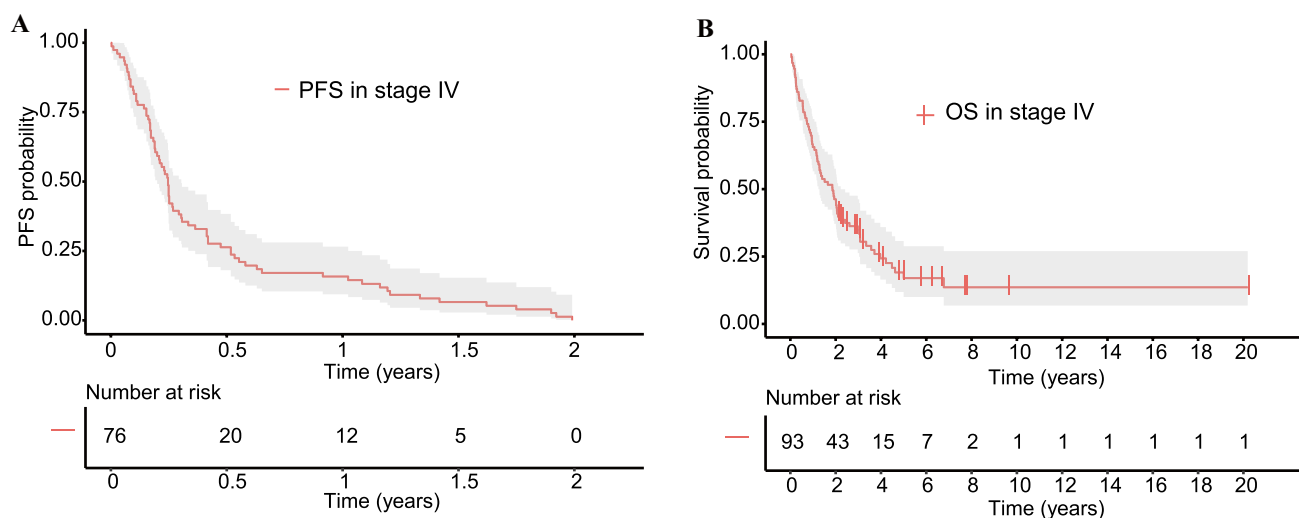 A
PFS probability
1.00
0.75
0.50
0.25
0.00
PFS in stage IV
0 0.5 1 1.5 2
Time (years)
Number at risk
76 20 12 5 0
0 0.5 1 1.5 2
Time (years)
B
Survival probability
1.00
0.75
0.50
0.25
0.00
OS in stage IV
0 2 4 6 8 10 12 14 16 18 20
Time (years)
Number at risk
93 43 15 7 2 1 1 1 1 1 1
0 2 4 6 8 10 12 14 16 18 20
Time (years)